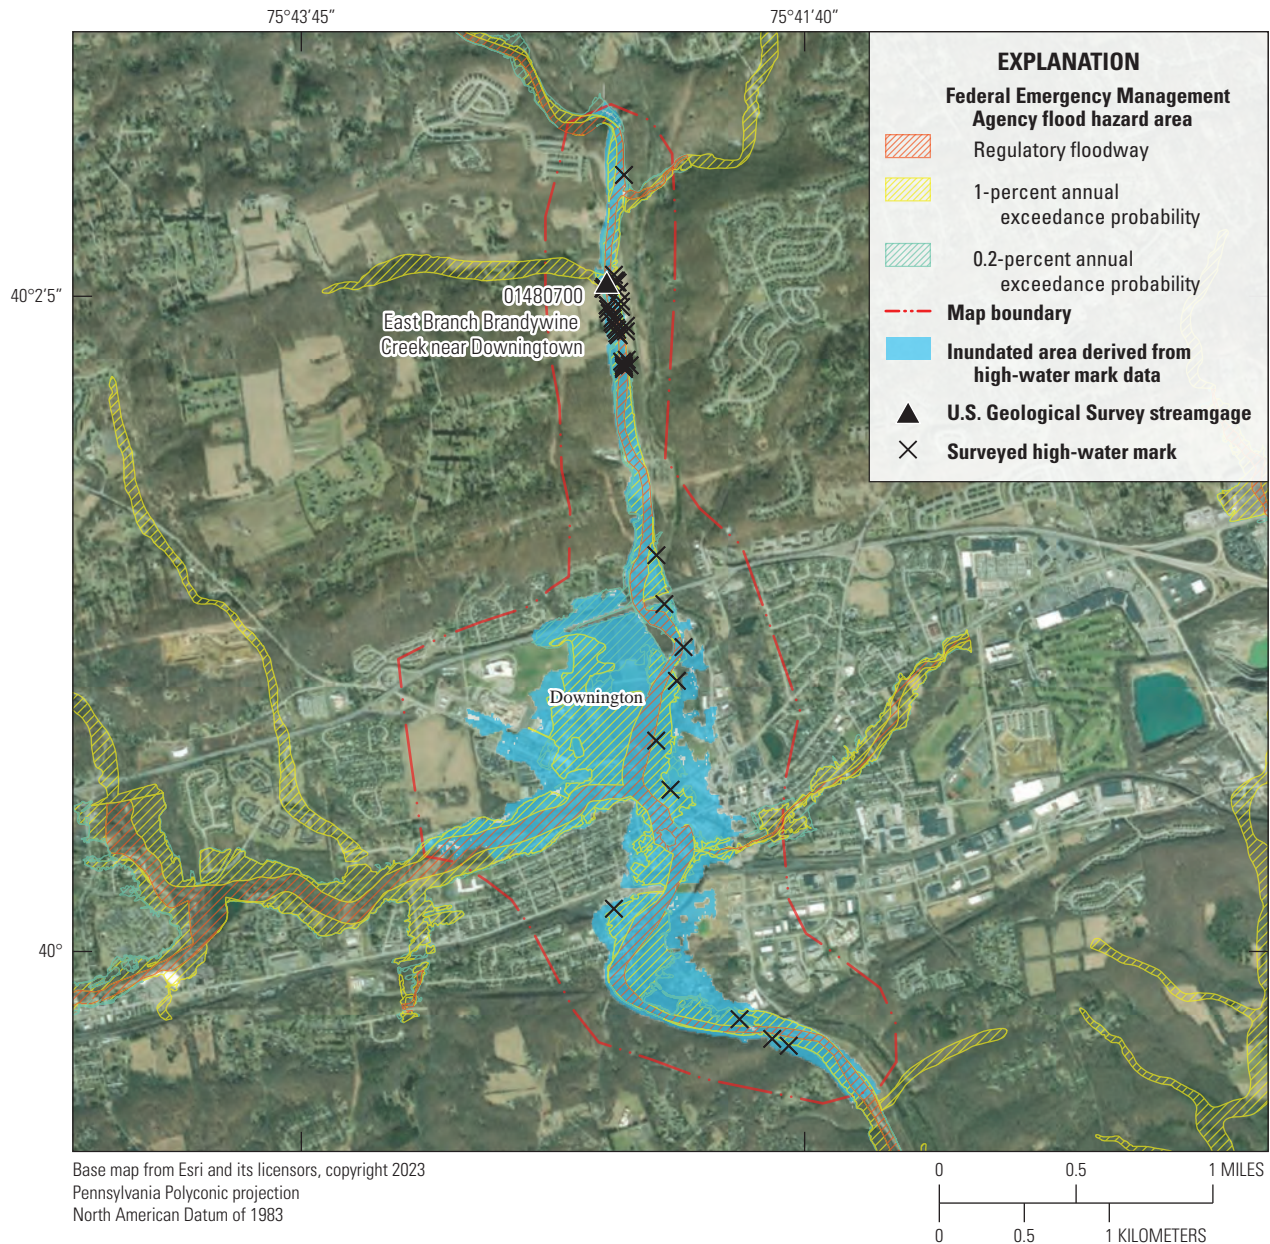 75°43'45"
75°41'40"
EXPLANATION
Federal Emergency Management
Agency flood hazard area
Regulatory floodway
1-percent annual
exceedance probability
0.2-percent annual
exceedance probability
Map boundary
Inundated area derived from
high-water mark data
U.S. Geological Survey streamgage
Surveyed high-water mark
40°2'5"
01480700
East Branch Brandywine
Creek near Downingtown
Downington
40°
Base map from Esri and its licensors, copyright 2023
Pennsylvania Polyconic projection
North American Datum of 1983
0 0.5 1 MILES
0 0.5 1 KILOMETERS